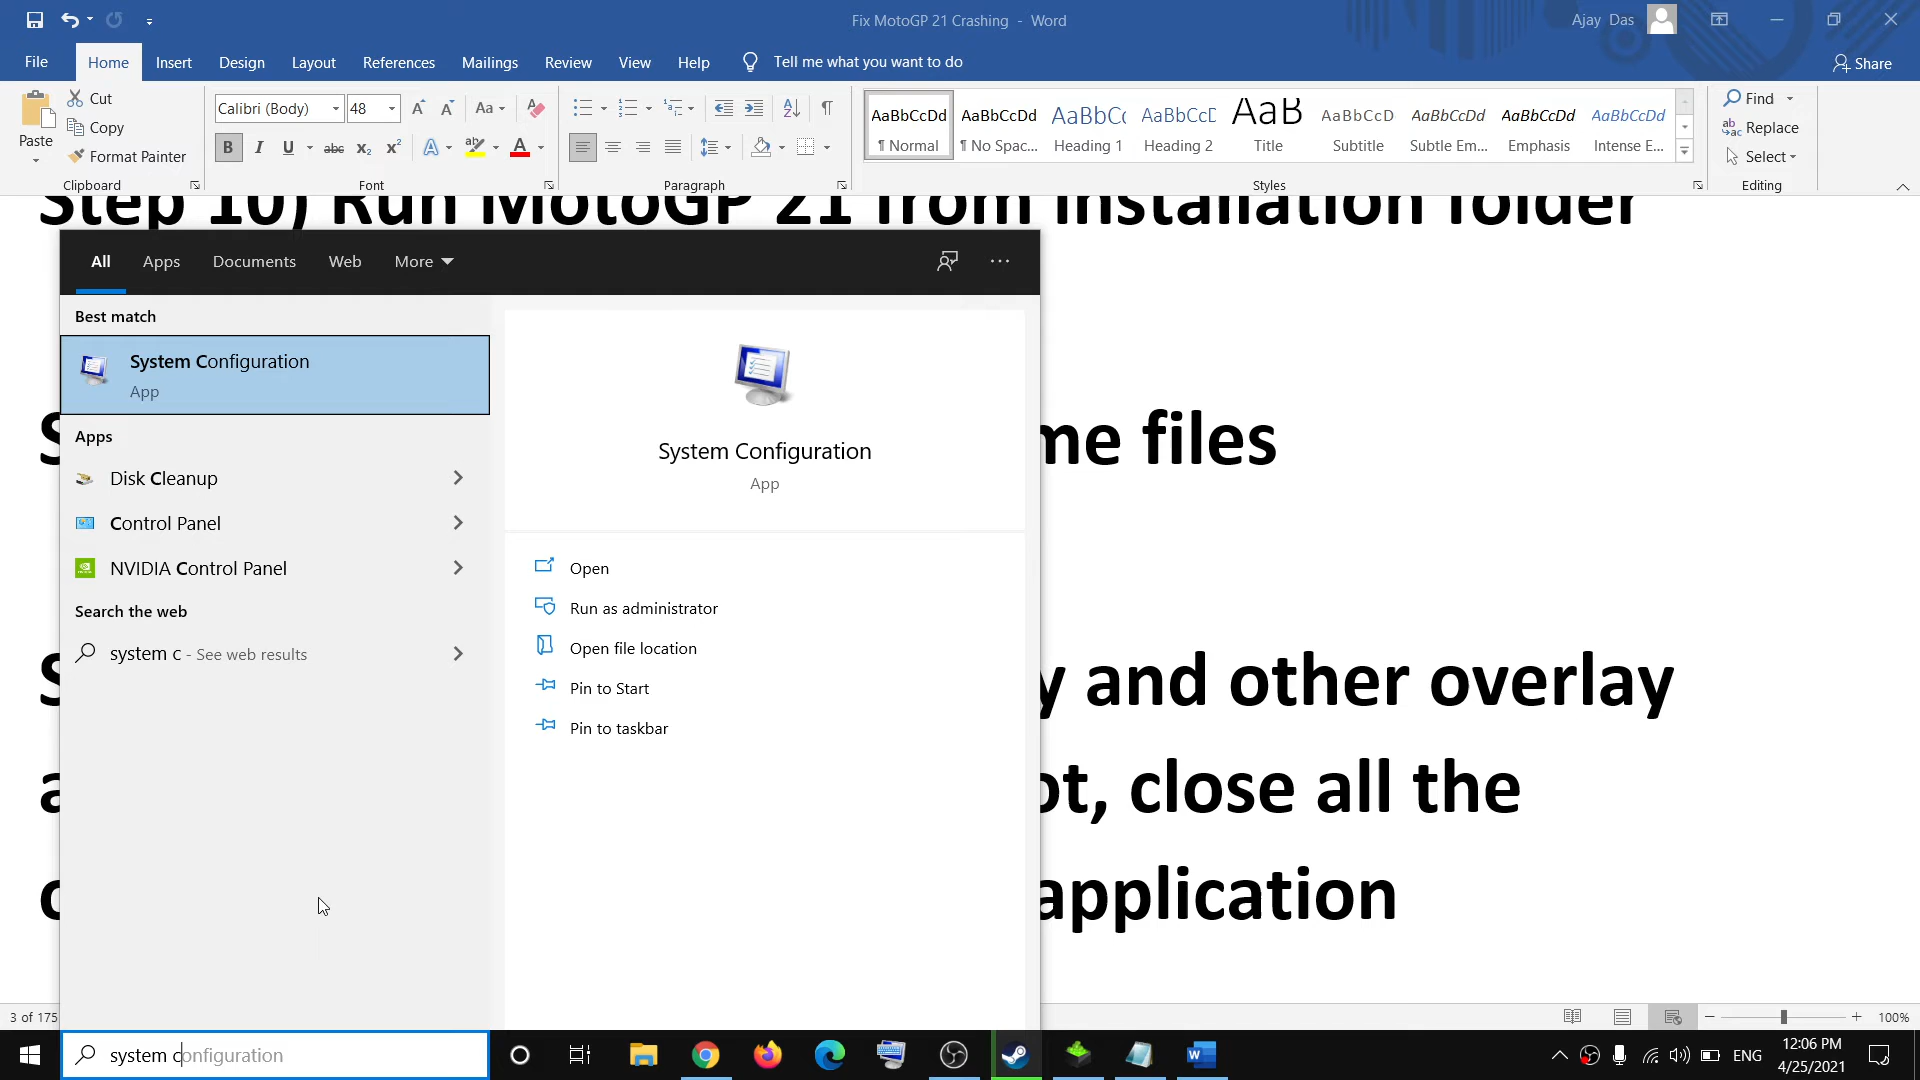 Fix MotoGP 21 Crashing - Word
Ajay Das
File
Home
Insert
Design
Layout
References
Mailings
Review
View
Help
Tell me what you want to do
Share
Paste
Cut
Copy
Format Painter
Clipboard
Calibri (Body)
48
Font
Paragraph
AaBbCcDd
¶ Normal
AaBbCcDd
¶ No Spac...
AaBbC
Heading 1
AaBbCcD
Heading 2
AaB
Title
AaBbCcD
Subtitle
AaBbCcDd
Subtle Em...
AaBbCcDd
Emphasis
AaBbCcDd
Intense E...
Styles
Find
Replace
Select
Editing
Step 10) Run MotoGP 21 from installation folder
All
Apps
Documents
Web
More
Best match
System Configuration
App
Apps
Disk Cleanup
Control Panel
NVIDIA Control Panel
Search the web
system c - See web results
System Configuration
App
Open
Run as administrator
Open file location
Pin to Start
Pin to taskbar
me files
y and other overlay
ot, close all the
application
3 of 175
100%
system configuration
ENG
12:06 PM
4/25/2021